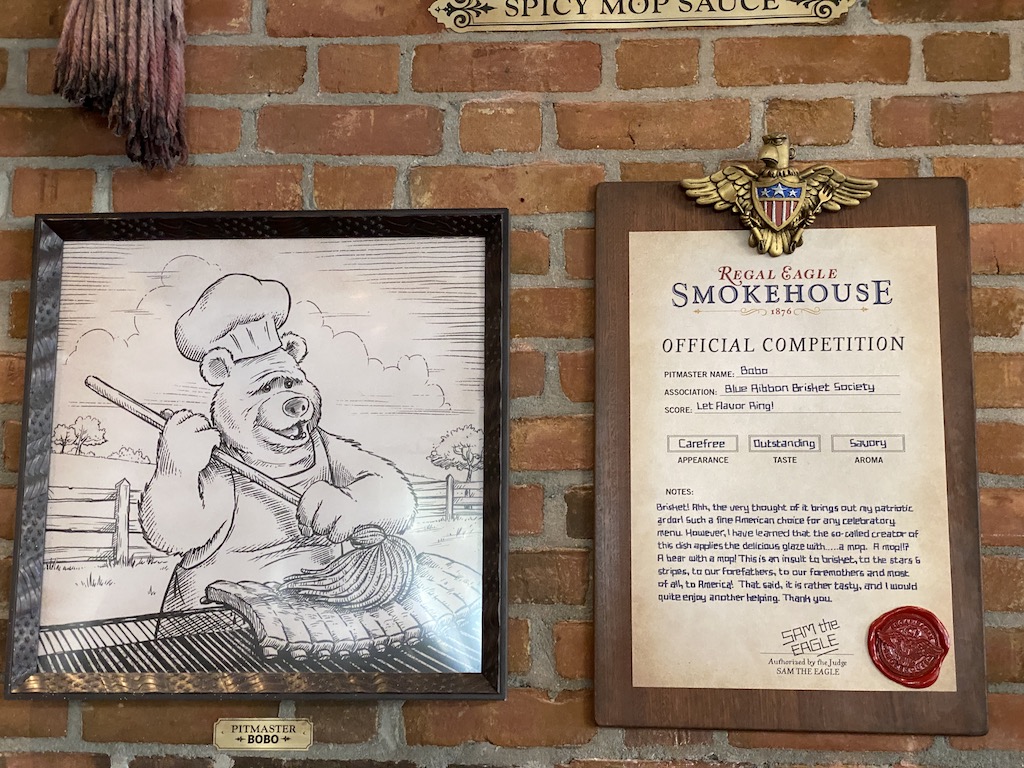 SPICY MOP SAUCE
REGAL EAGLE
SMOKEHOUSE
1876
OFFICIAL COMPETITION
PITMASTER NAME: Bobo
ASSOCIATION: Blue Ribbon Brisket Society
SCORE: Let Flavor Ring!
Carefree Outstanding Savory
APPEARANCE TASTE AROMA
NOTES:
Brisket! Ahh, the very thought of it brings out my patriotic
ardor! Such a fine American choice for any celebratory
menu. However, I have learned that the so-called creator of
this dish applies the delicious glaze with.....a mop. A mop!!?
A bear with a mop! This is an insult to brisket, to the stars &
stripes, to our forefathers, to our foremothers and most
of all, to America! That said, it is rather tasty, and I would
quite enjoy another helping. Thank you.
SAM the
EAGLE
Authorized by the Judge
SAM THE EAGLE
PITMASTER
BOBO